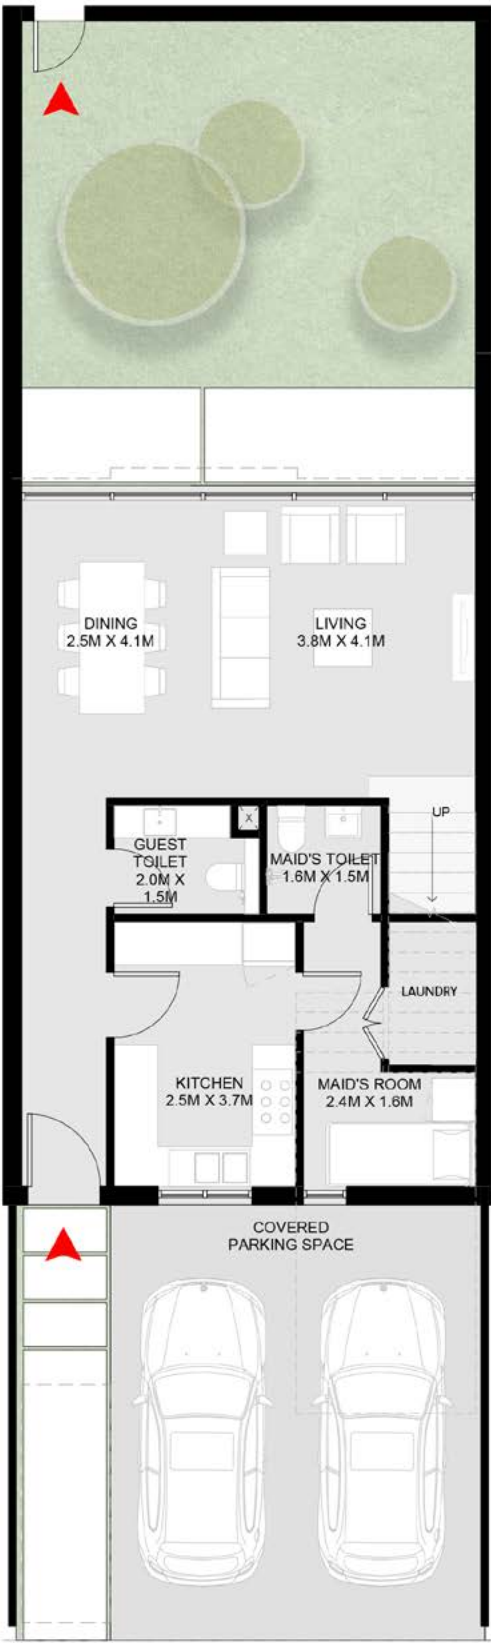 DINING
2.5M X 4.1M
LIVING
3.8M X 4.1M
UP
X
GUEST
TOILET
2.0M X
1.5M
MAID'S TOILET
1.6M X 1.5M
LAUNDRY
KITCHEN
2.5M X 3.7M
MAID'S ROOM
2.4M X 1.6M
COVERED
PARKING SPACE